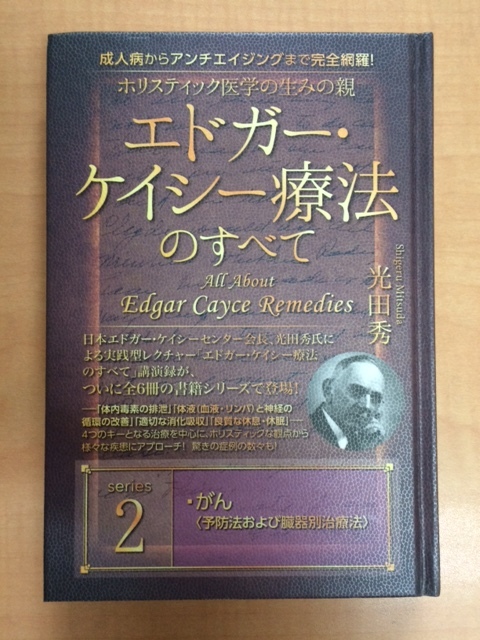 成人病からアンチエイジングまで完全網羅!
ホリスティック医学の生みの親
エドガー・
ケイシー療法
のすべて
All About
Edgar Cayce Remedies
Shigeru Mitsuda
光田秀
日本エドガー・ケイシーセンター会長、光田秀氏に
よる実践型レクチャー「エドガー・ケイシー療法
のすべて」講演録が、
ついに全6冊の書籍シリーズで登場!
──「体内毒素の排泄」「体液(血液・リンパ)と神経の
循環の改善」「適切な消化吸収」「良質な休息・休眠」──
4つのキーとなる治療を中心に、ホリスティックな観点から
様々な疾患にアプローチ! 驚きの症例の数々も!
series
2
・がん
〈予防法および臓器別治療法〉